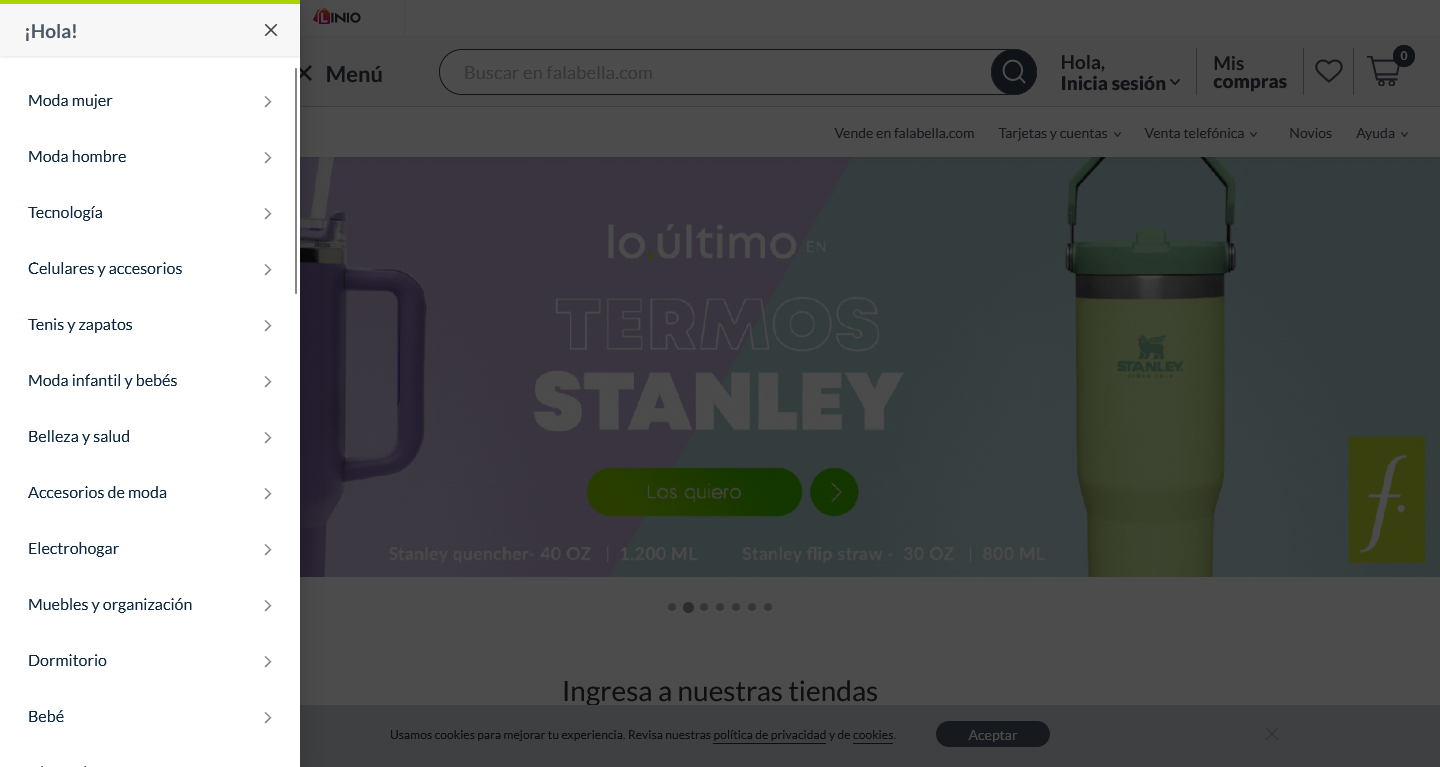 ¡Hola!
LINIO
Menú
Buscar en falabella.com
Hola,
Inicia sesión
Mis
compras
0
Vende en falabella.com
Tarjetas y cuentas
Venta telefónica
Novios
Ayuda
Moda mujer
Moda hombre
Tecnología
Celulares y accesorios
Tenis y zapatos
Moda infantil y bebés
Belleza y salud
Accesorios de moda
Electrohogar
Muebles y organización
Dormitorio
Bebé
lo último EN
TERMOS
STANLEY
Los quiero
Stanley quencher- 40 OZ | 1.200 ML
Stanley flip straw - 30 OZ | 800 ML
STANLEY
f.
Ingresa a nuestras tiendas
Usamos cookies para mejorar tu experiencia. Revisa nuestras política de privacidad y de cookies.
Aceptar